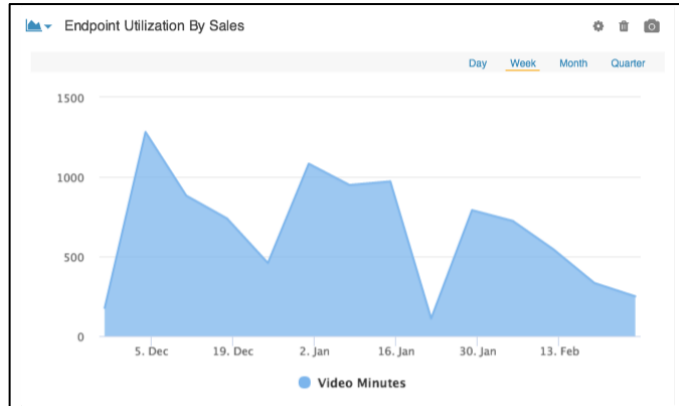 Endpoint Utilization By Sales
Day Week Month Quarter
1500
1000
500
0
5. Dec 19. Dec 2. Jan 16. Jan 30. Jan 13. Feb
Video Minutes